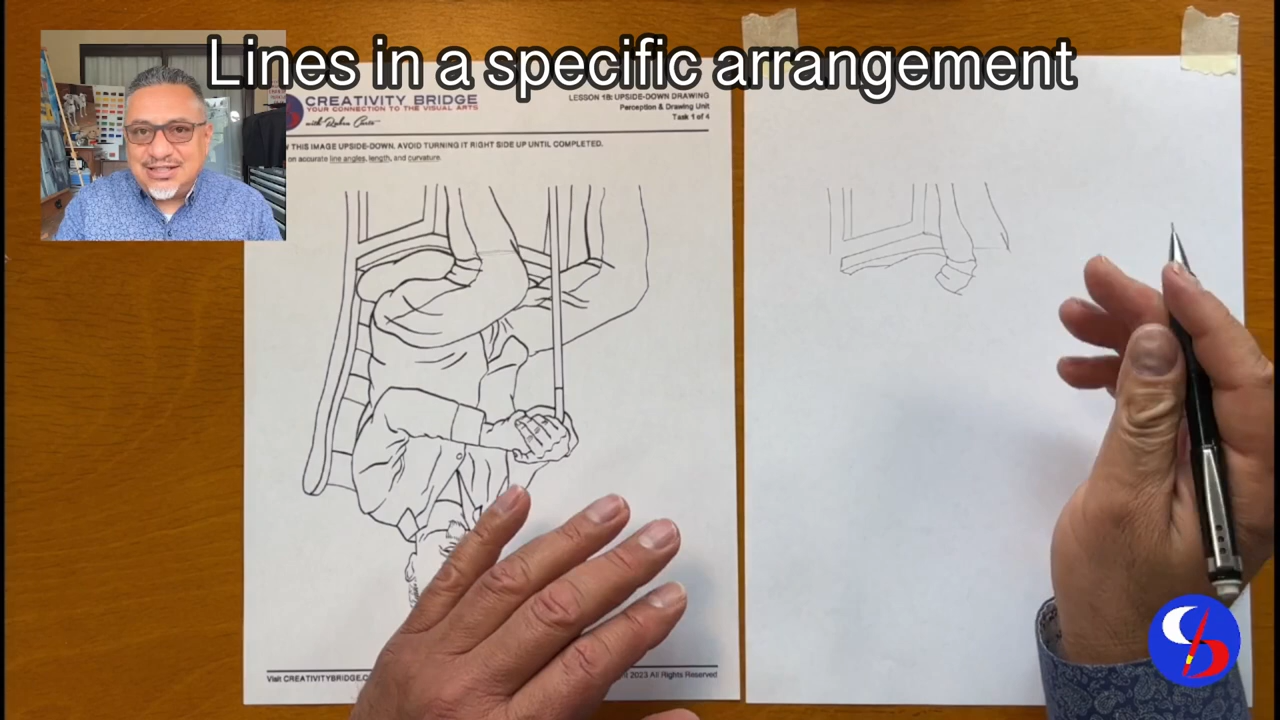 Lines in a specific arrangement
CREATIVITY BRIDGE
YOUR CONNECTION TO THE VISUAL ARTS
with
LESSON 1B: UPSIDE-DOWN DRAWING
Perception & Drawing Unit
Task 1 of 4
THIS IMAGE UPSIDE-DOWN. AVOID TURNING IT RIGHT SIDE UP UNTIL COMPLETED.
on accurate line angles, length, and curvature.
Visit CREATIVITYBRIDGE.C
2023 All Rights Reserved